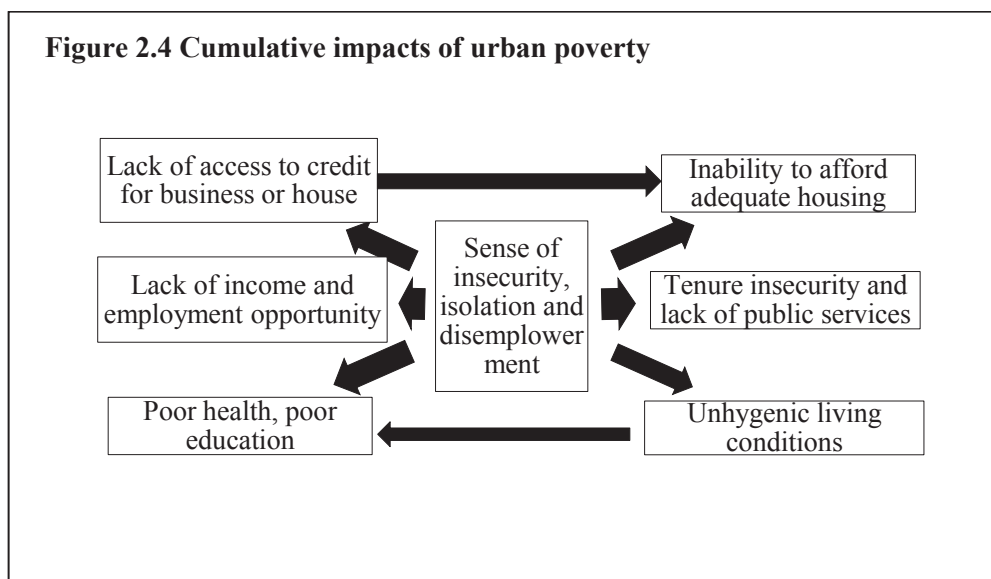 Figure 2.4 Cumulative impacts of urban poverty
Lack of access to credit
for business or house
Inability to afford
adequate housing
Sense of
insecurity,
isolation and
disemplower
ment
Lack of income and
employment opportunity
Tenure insecurity and
lack of public services
Poor health, poor
education
Unhygenic living
conditions